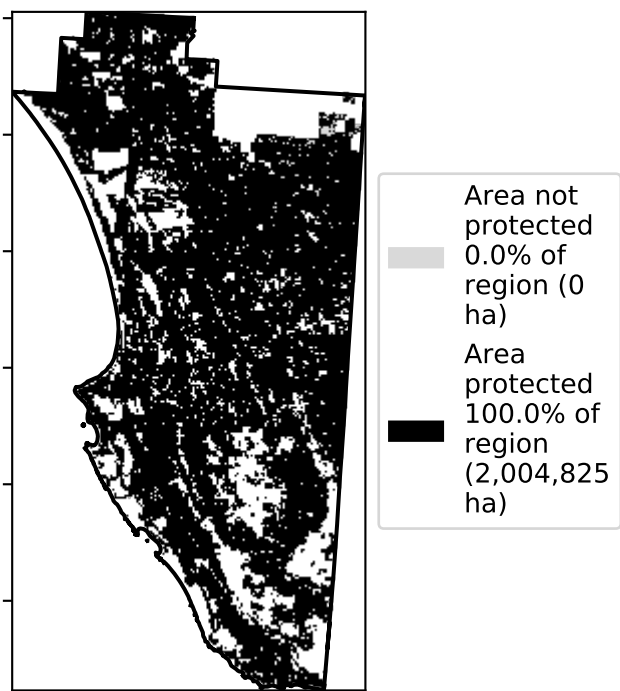 Area not
protected
0.0% of
region (0
ha)
Area
protected
100.0% of
region
(2,004,825
ha)